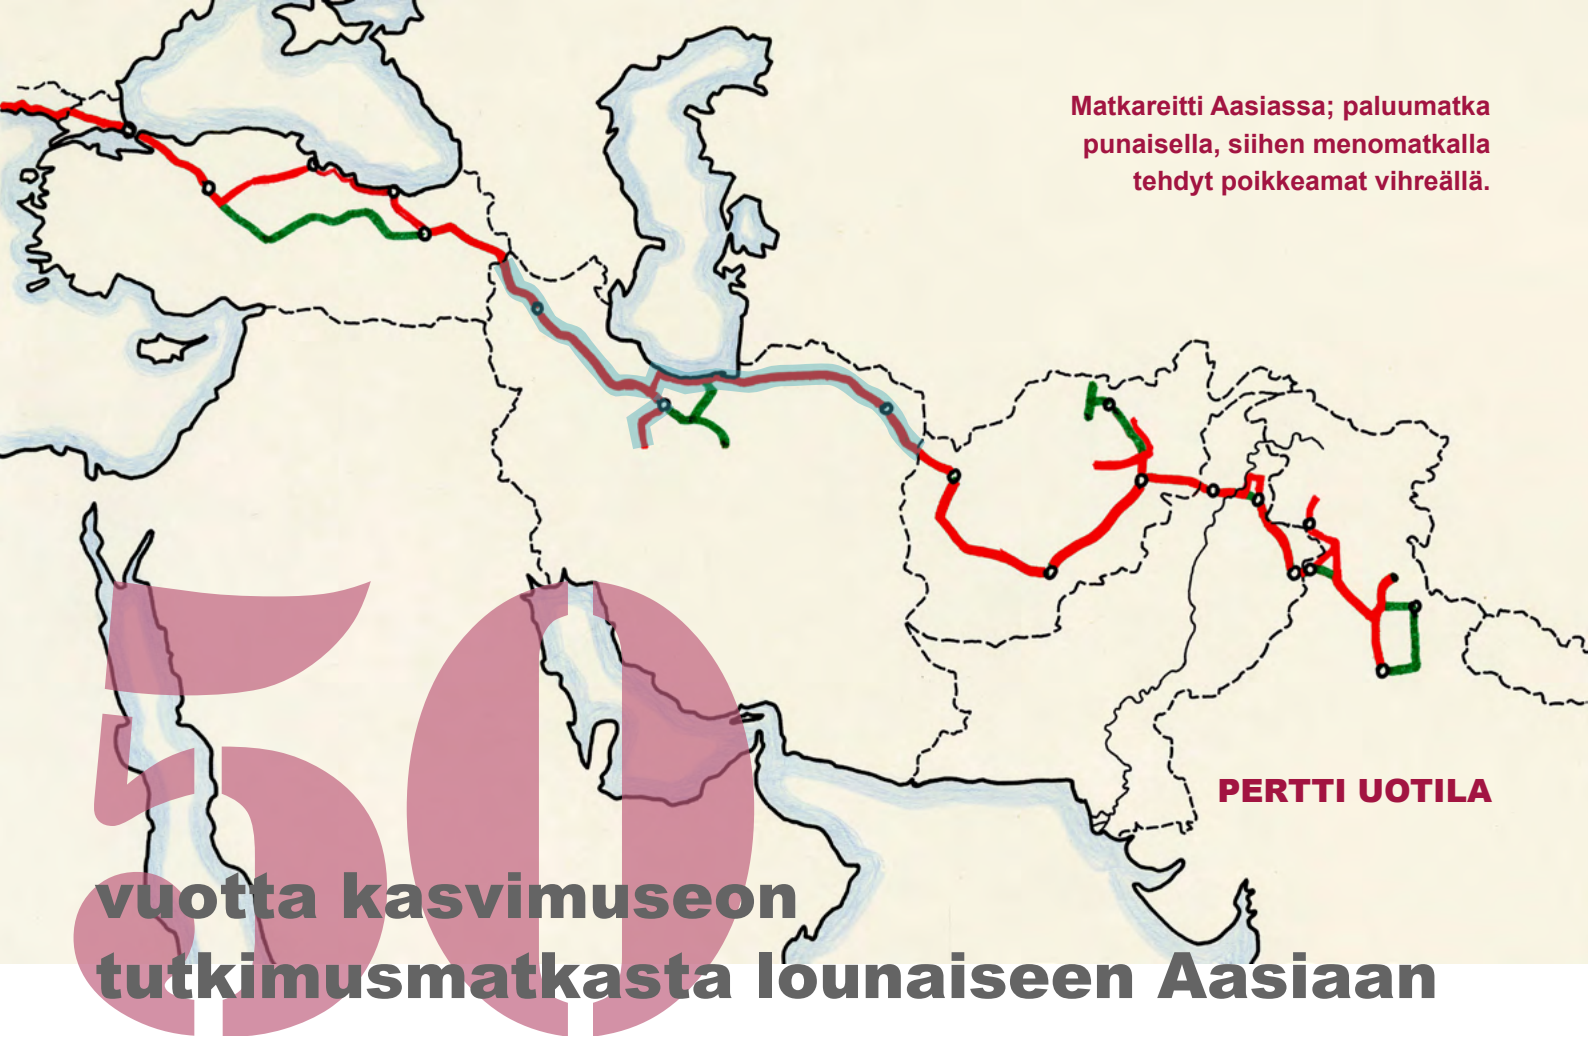 Matkareitti Aasiassa; paluumatka
punaisella, siihen menomatkalla
tehdyt poikkeamat vihreällä.
PERTTI UOTILA
50
vuotta kasvimuseon
tutkimusmatkasta lounaiseen Aasiaan